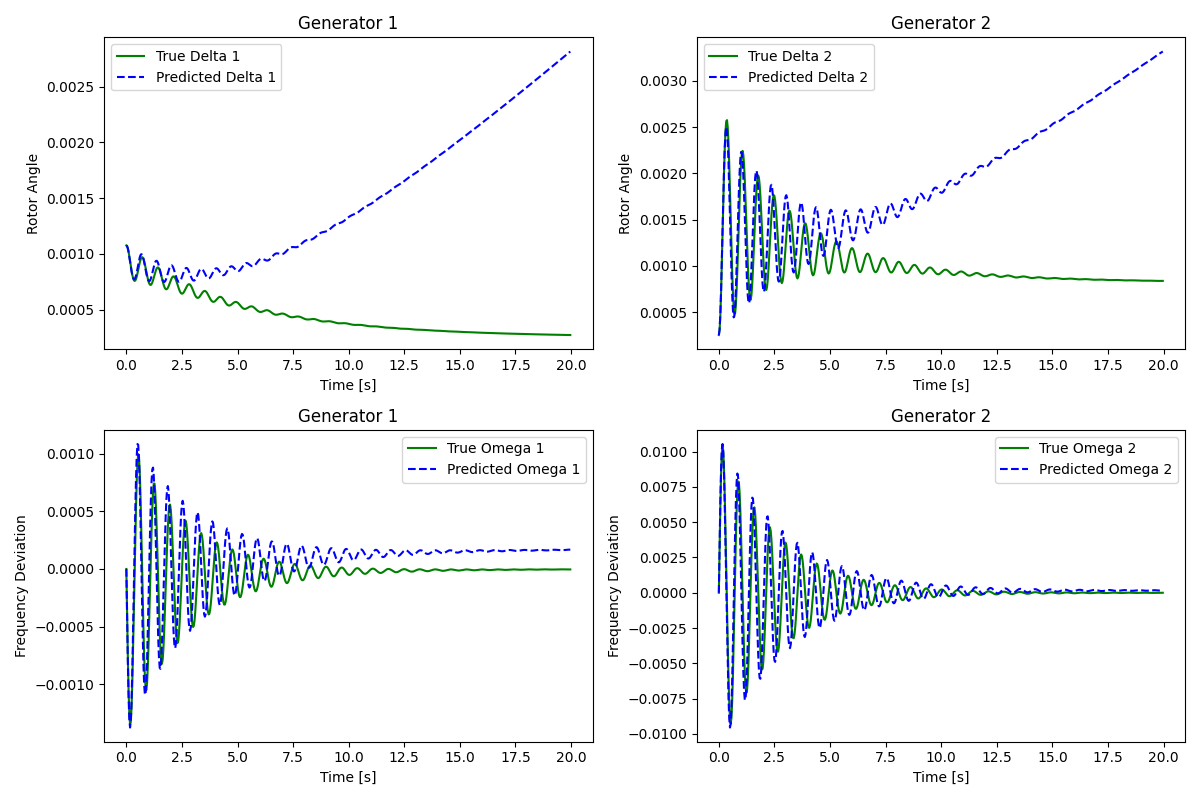 Generator 1
True Delta 1
Predicted Delta 1
0.0025
0.0020
0.0015
0.0010
0.0005
Rotor Angle
0.0 2.5 5.0 7.5 10.0 12.5 15.0 17.5 20.0
Time [s]
Generator 2
True Delta 2
Predicted Delta 2
0.0030
0.0025
0.0020
0.0015
0.0010
0.0005
Rotor Angle
0.0 2.5 5.0 7.5 10.0 12.5 15.0 17.5 20.0
Time [s]
Generator 1
True Omega 1
Predicted Omega 1
0.0010
0.0005
0.0000
−0.0005
−0.0010
Frequency Deviation
0.0 2.5 5.0 7.5 10.0 12.5 15.0 17.5 20.0
Time [s]
Generator 2
True Omega 2
Predicted Omega 2
0.0100
0.0075
0.0050
0.0025
0.0000
−0.0025
−0.0050
−0.0075
−0.0100
Frequency Deviation
0.0 2.5 5.0 7.5 10.0 12.5 15.0 17.5 20.0
Time [s]